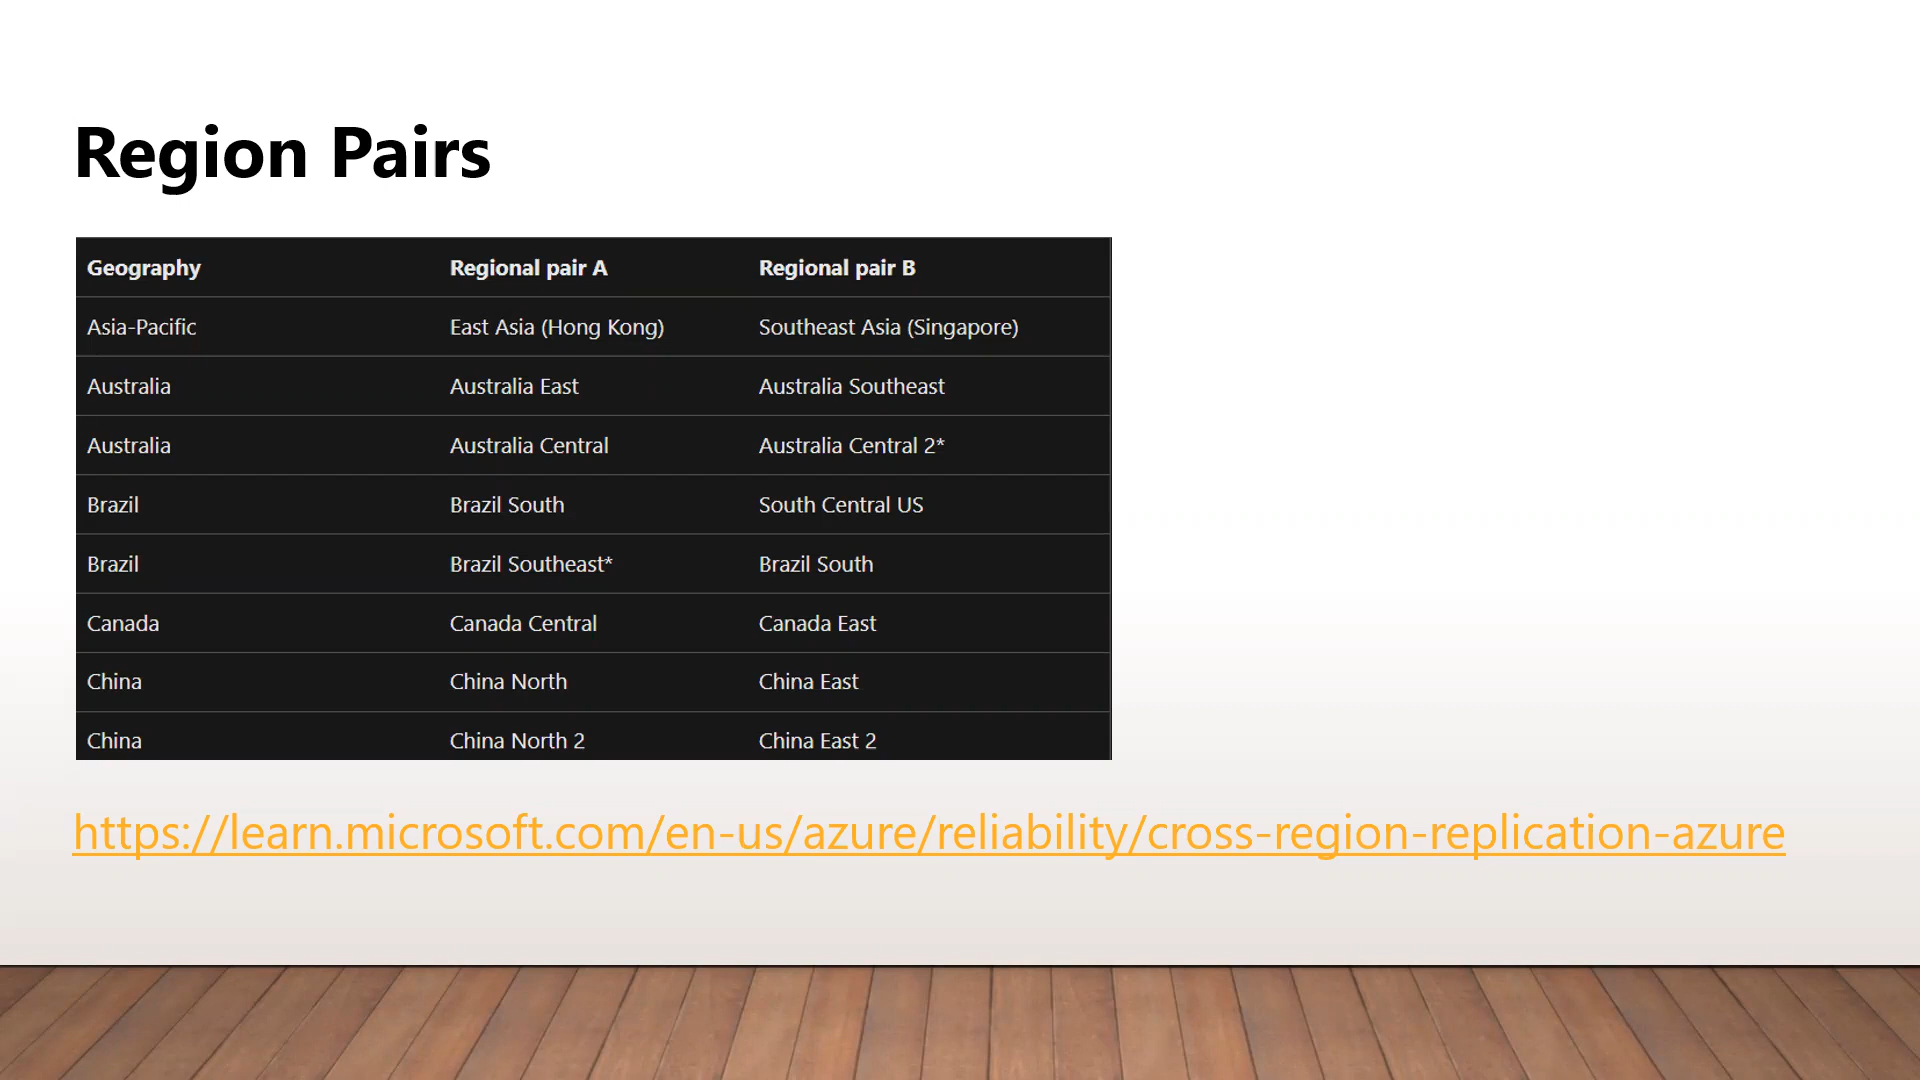 Region Pairs
Geography Regional pair A Regional pair B
Asia-Pacific East Asia (Hong Kong) Southeast Asia (Singapore)
Australia Australia East Australia Southeast
Australia Australia Central Australia Central 2*
Brazil Brazil South South Central US
Brazil Brazil Southeast* Brazil South
Canada Canada Central Canada East
China China North China East
China China North 2 China East 2
https://learn.microsoft.com/en-us/azure/reliability/cross-region-replication-azure